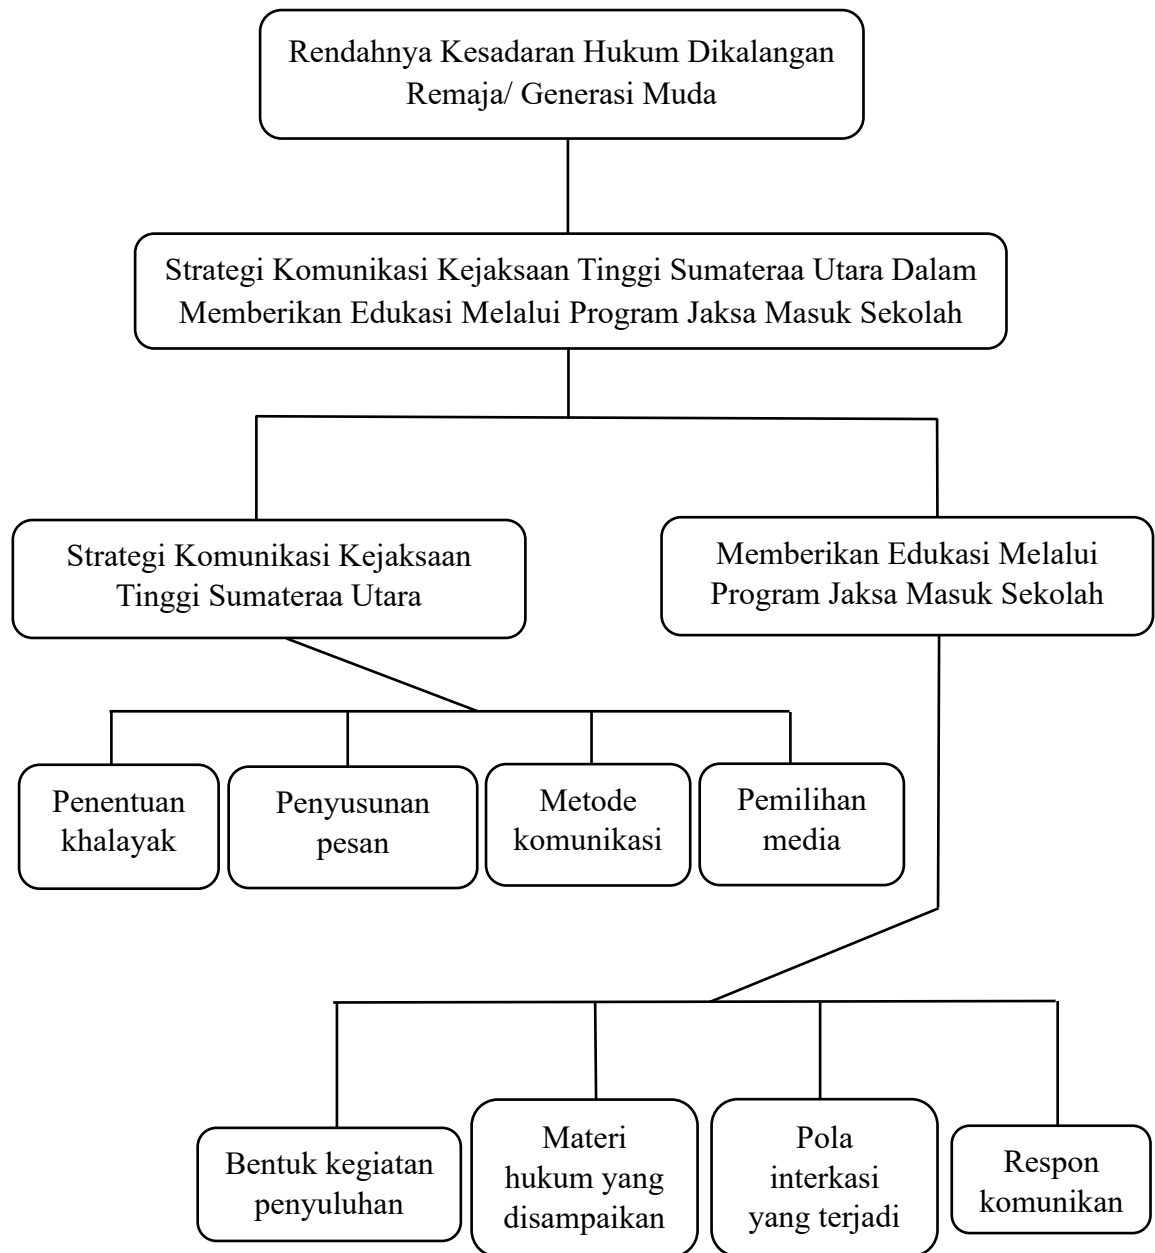 Rendahnya Kesadaran Hukum Dikalangan
Remaja/ Generasi Muda
Strategi Komunikasi Kejaksaan Tinggi Sumateraa Utara Dalam
Memberikan Edukasi Melalui Program Jaksa Masuk Sekolah
Strategi Komunikasi Kejaksaan
Tinggi Sumateraa Utara
Memberikan Edukasi Melalui
Program Jaksa Masuk Sekolah
Penentuan
khalayak
Penyusunan
pesan
Metode
komunikasi
Pemilihan
media
Bentuk kegiatan
penyuluhan
Materi
hukum yang
disampaikan
Pola
interkasi
yang terjadi
Respon
komunikan